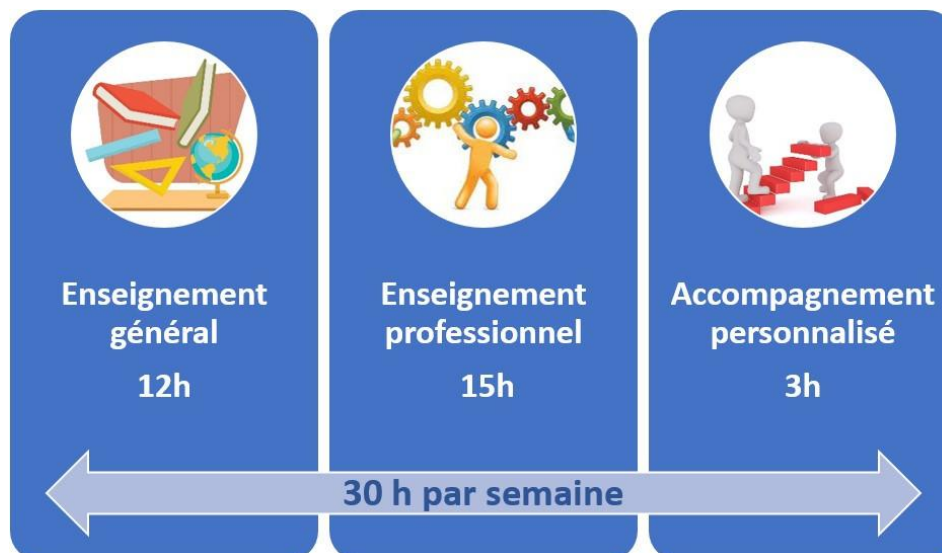 Enseignement
général
12h
Enseignement
professionnel
15h
Accompagnement
personnalisé
3h
30 h par semaine